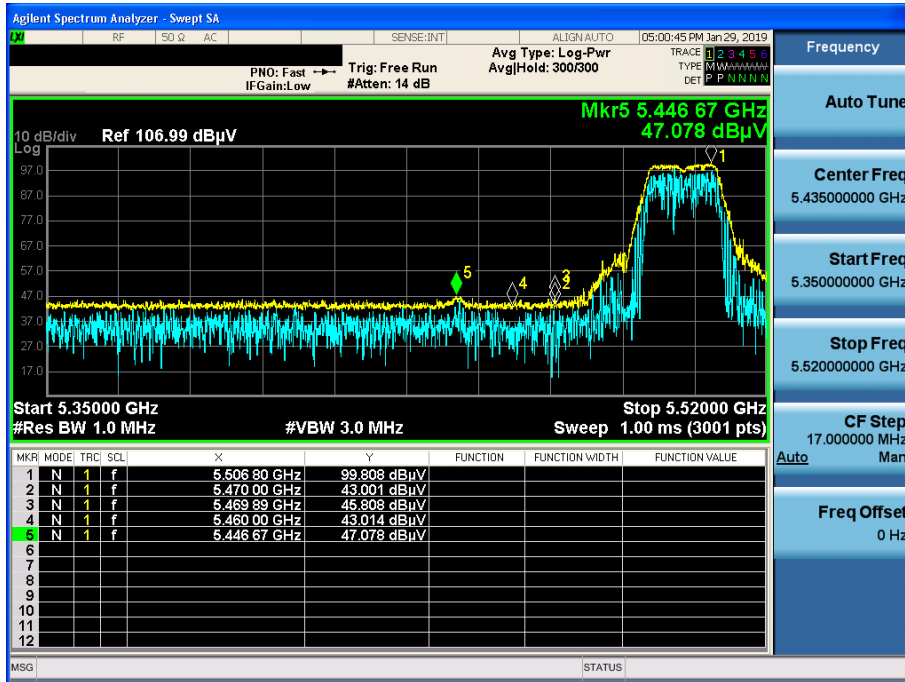 Agilent Spectrum Analyzer - Swept SA
LXI RF 50 Ω AC SENSE:INT ALIGN AUTO 05:00:45 PM Jan 29, 2019
PNO: Fast
IFGain:Low
Trig: Free Run
#Atten: 14 dB
Avg Type: Log-Pwr
Avg|Hold: 300/300
TRACE 1 2 3 4 5 6
TYPE M W
DET P P N N N N
Mkr5 5.446 67 GHz
47.078 dBµV
10 dB/div Ref 106.99 dBµV
Log
97.0
87.0
77.0
67.0
57.0
47.0
37.0
27.0
17.0
1
5
4
3
2
Start 5.35000 GHz Stop 5.52000 GHz
#Res BW 1.0 MHz #VBW 3.0 MHz Sweep 1.00 ms (3001 pts)
MKR MODE TRC SCL X Y FUNCTION FUNCTION WIDTH FUNCTION VALUE
1 N 1 f 5.506 80 GHz 99.808 dBµV
2 N 1 f 5.470 00 GHz 43.001 dBµV
3 N 1 f 5.469 89 GHz 45.808 dBµV
4 N 1 f 5.460 00 GHz 43.014 dBµV
5 N 1 f 5.446 67 GHz 47.078 dBµV
6
7
8
9
10
11
12
MSG STATUS
Frequency
Auto Tune
Center Freq
5.435000000 GHz
Start Freq
5.350000000 GHz
Stop Freq
5.520000000 GHz
CF Step
17.000000 MHz
Auto Man
Freq Offset
0 Hz